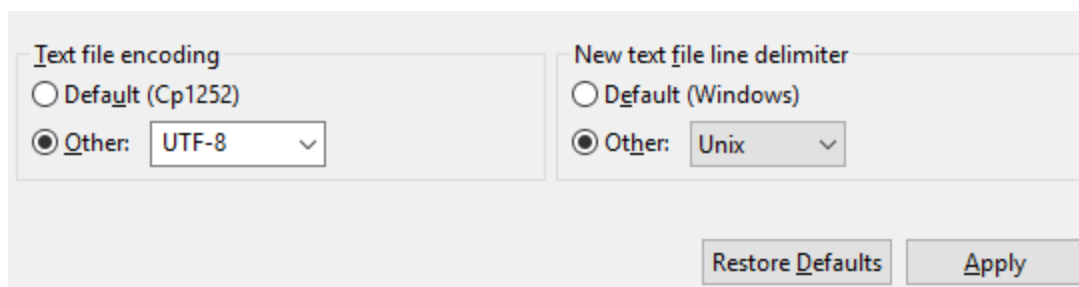 Text file encoding
Default (Cp1252)
Other: UTF-8
New text file line delimiter
Default (Windows)
Other: Unix
Restore Defaults
Apply